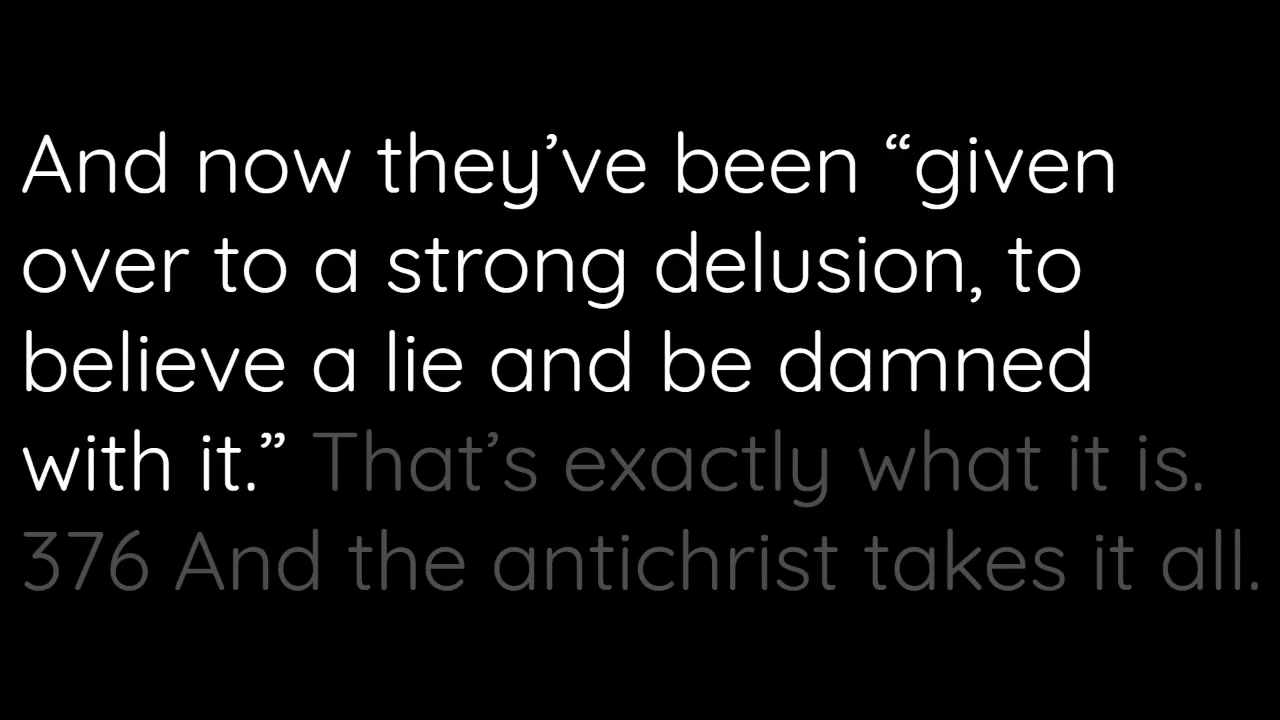 And now they’ve been “given
over to a strong delusion, to
believe a lie and be damned
with it.” That’s exactly what it is.
376 And the antichrist takes it all.